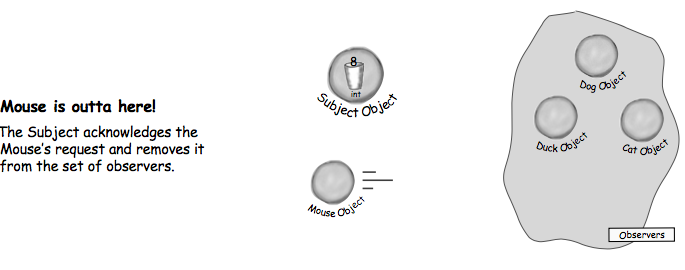 Mouse is outta here!
The Subject acknowledges the
Mouse's request and removes it
from the set of observers.
8
int
Subject Object
Mouse Object
Dog Object
Duck Object
Cat Object
Observers